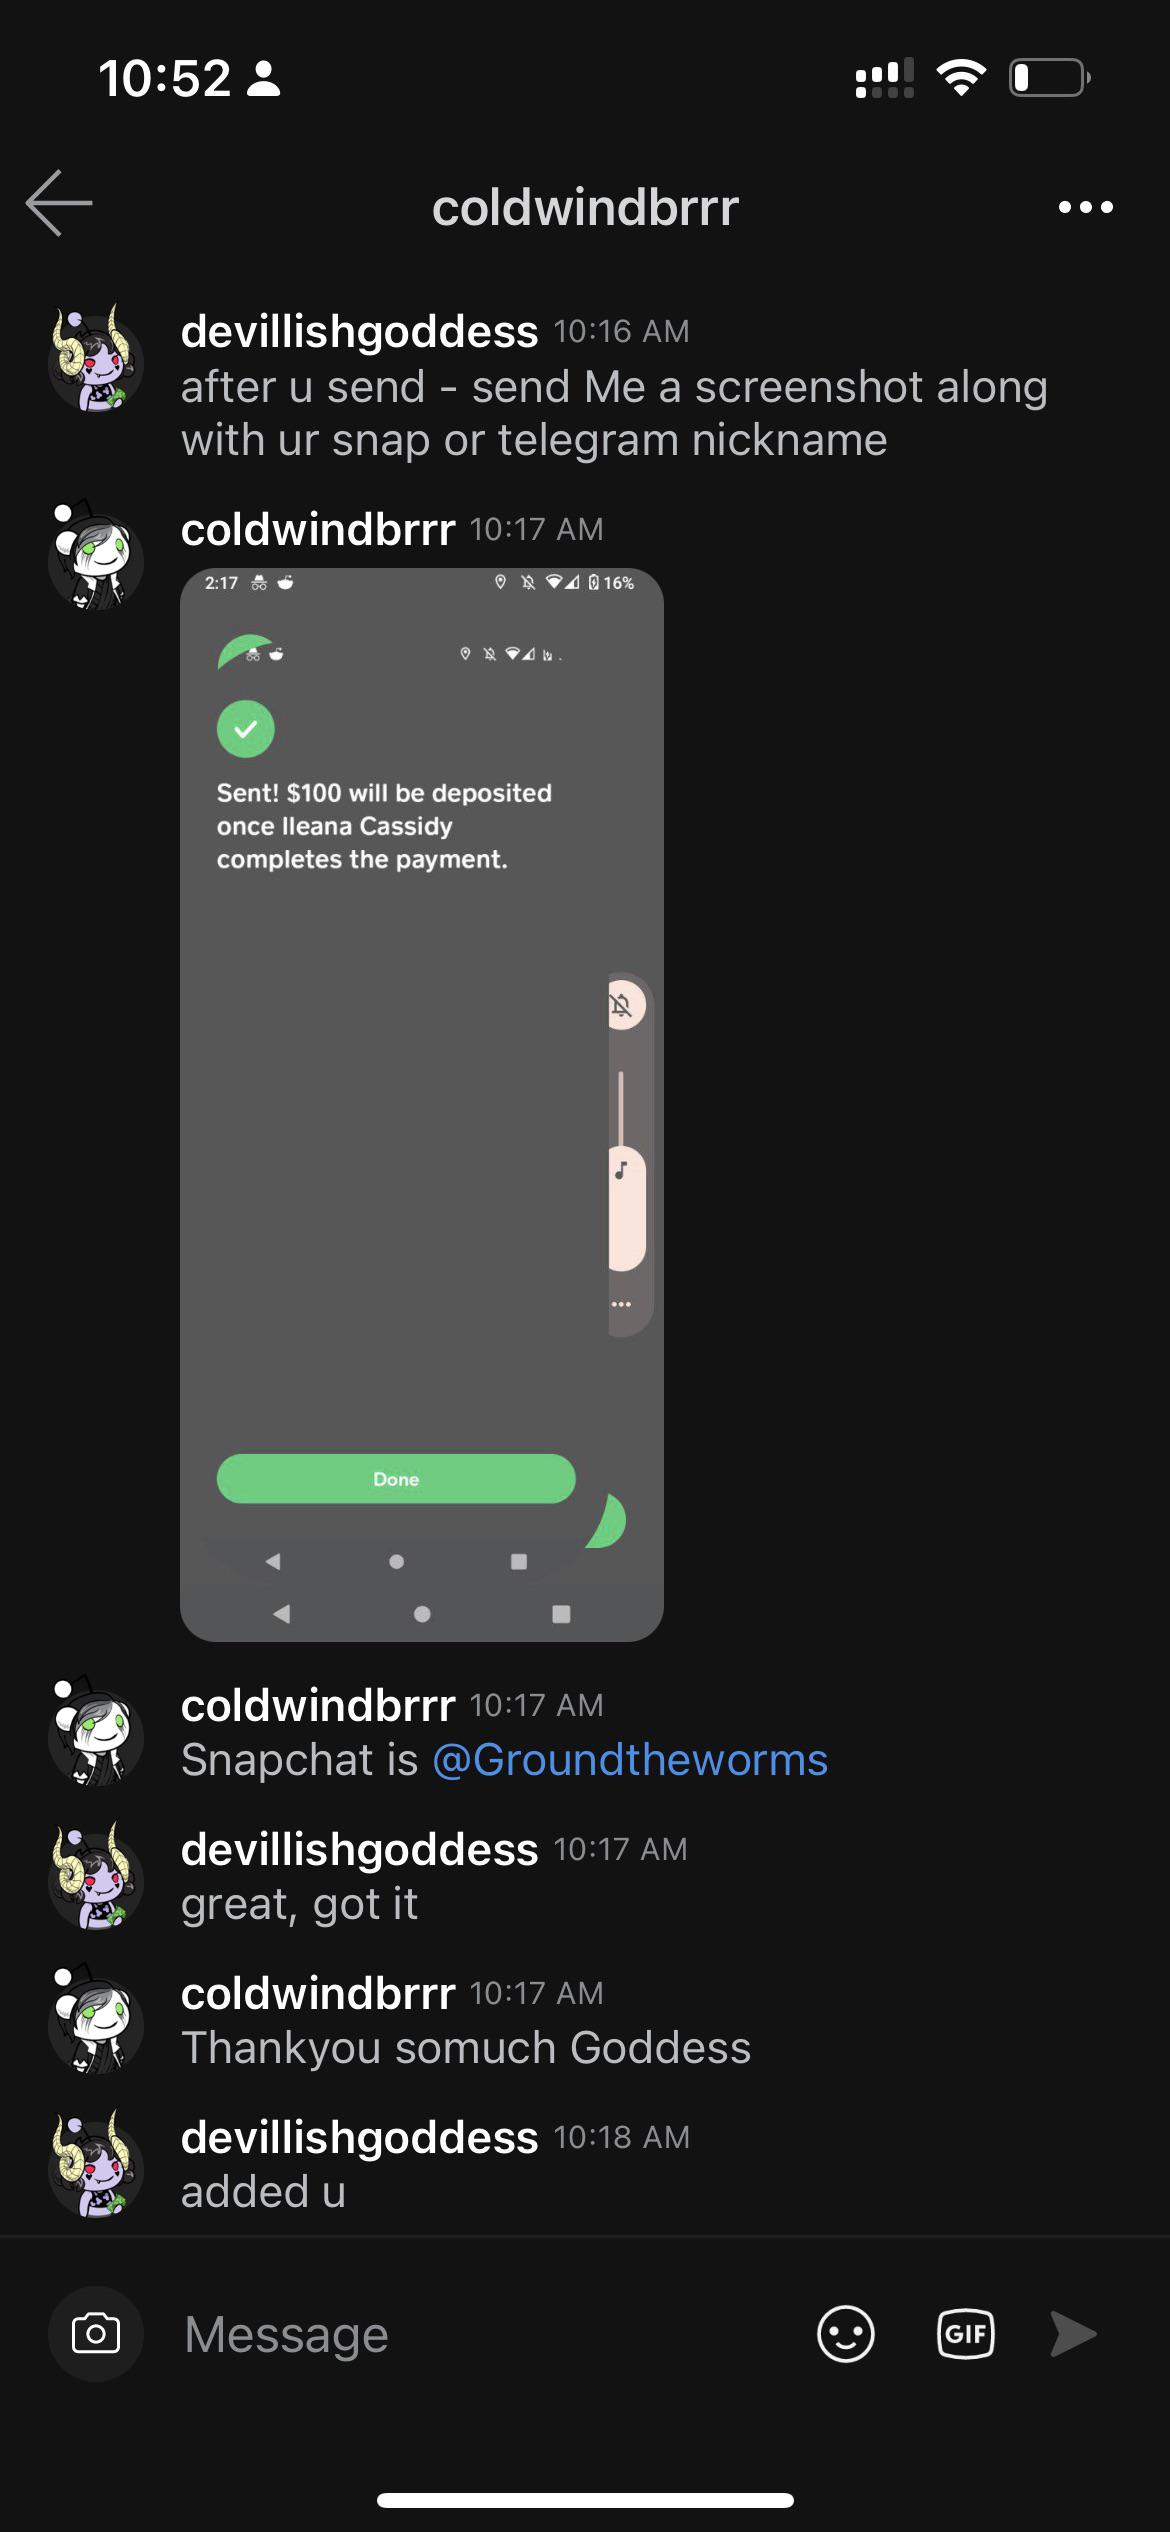 10:52
coldwindbrrr
devillishgoddess 10:16 AM
after u send - send Me a screenshot along
with ur snap or telegram nickname
coldwindbrrr 10:17 AM
2:17 16%
Sent! $100 will be deposited
once Ileana Cassidy
completes the payment.
Done
coldwindbrrr 10:17 AM
Snapchat is @Groundtheworms
devillishgoddess 10:17 AM
great, got it
coldwindbrrr 10:17 AM
Thankyou somuch Goddess
devillishgoddess 10:18 AM
added u
Message GIF